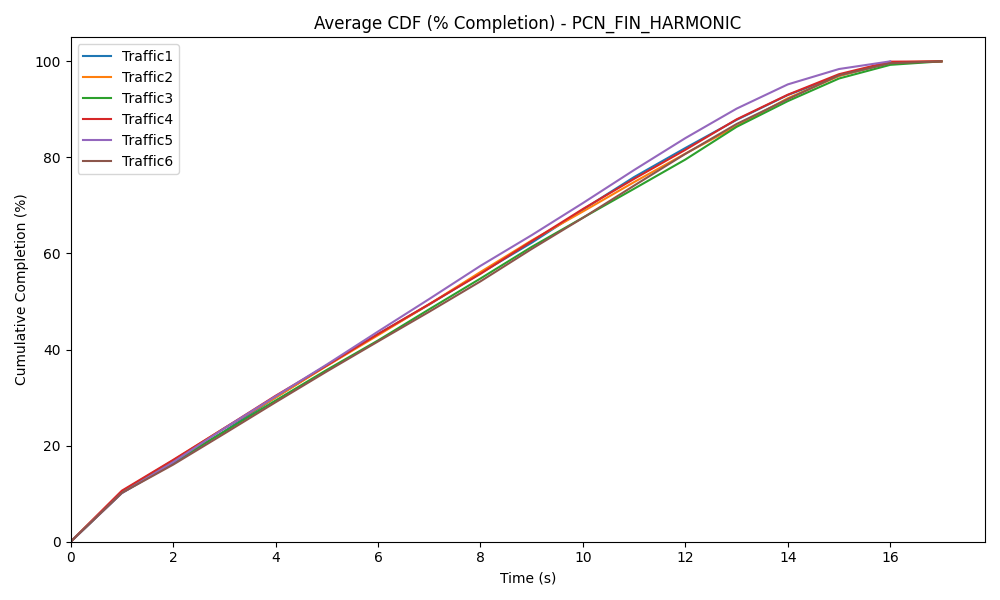 Average CDF (% Completion) - PCN_FIN_HARMONIC
Traffic1
Traffic2
Traffic3
Traffic4
Traffic5
Traffic6
Cumulative Completion (%)
100
80
60
40
20
0
0 2 4 6 8 10 12 14 16
Time (s)